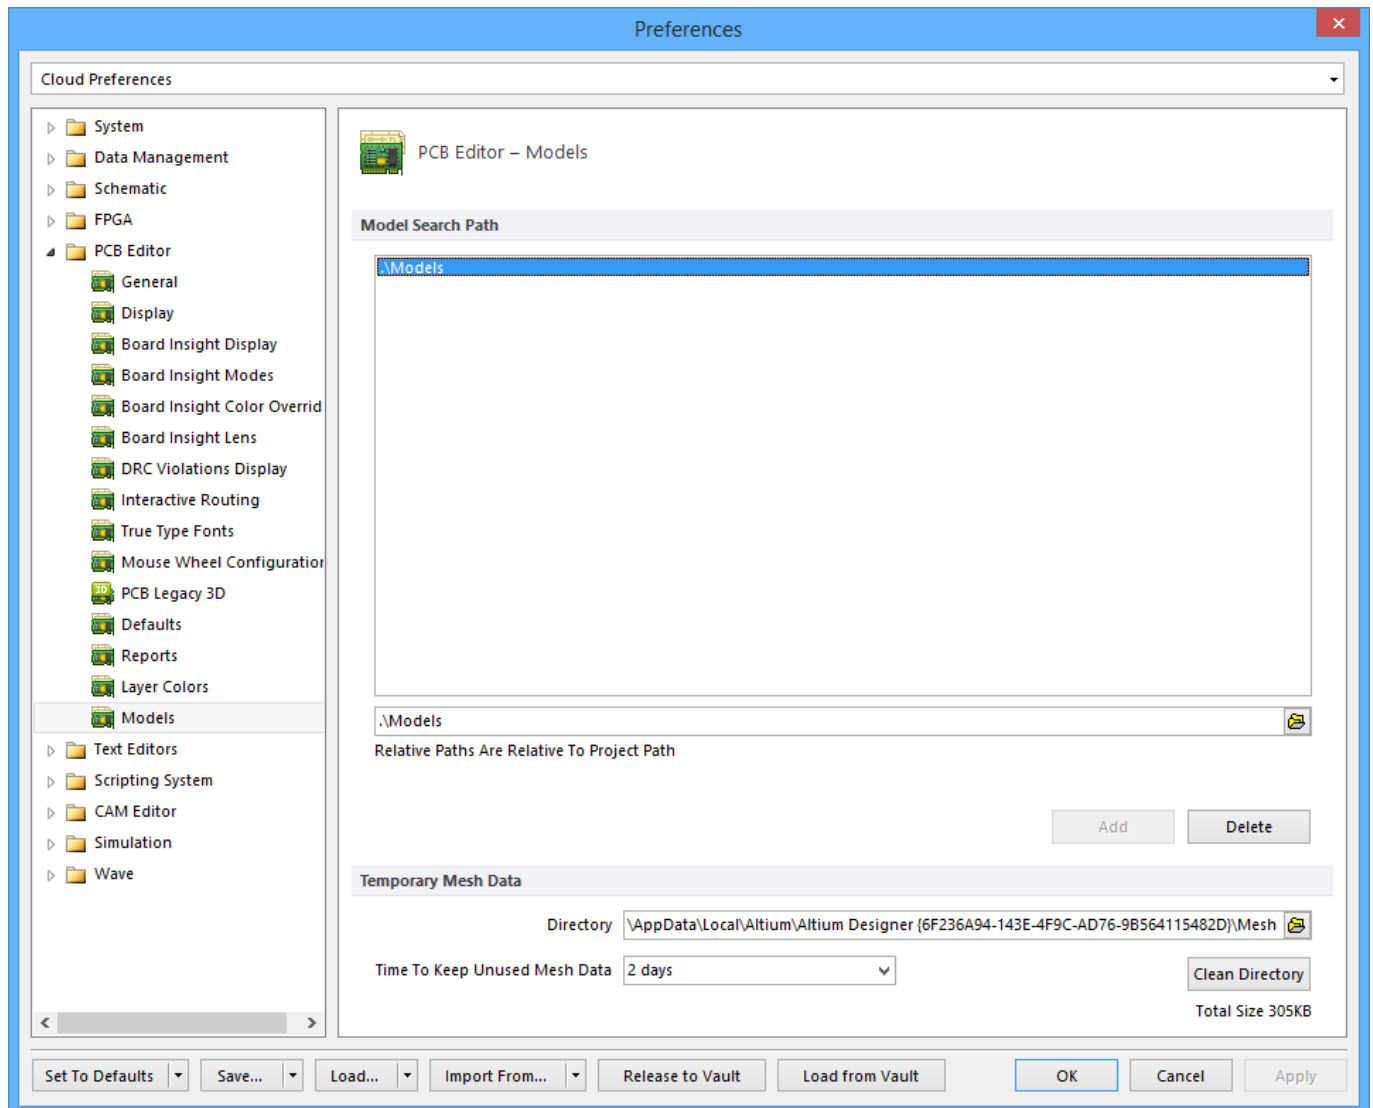 Preferences
Cloud Preferences
System
Data Management
Schematic
FPGA
PCB Editor
General
Display
Board Insight Display
Board Insight Modes
Board Insight Color Overrid
Board Insight Lens
DRC Violations Display
Interactive Routing
True Type Fonts
Mouse Wheel Configuration
PCB Legacy 3D
Defaults
Reports
Layer Colors
Models
Text Editors
Scripting System
CAM Editor
Simulation
Wave
PCB Editor – Models
Model Search Path
.\Models
.\Models
Relative Paths Are Relative To Project Path
Add
Delete
Temporary Mesh Data
Directory \AppData\Local\Altium\Altium Designer {6F236A94-143E-4F9C-AD76-9B564115482D}\Mesh
Time To Keep Unused Mesh Data 2 days
Clean Directory
Total Size 305KB
Set To Defaults Save... Load... Import From... Release to Vault Load from Vault OK Cancel Apply